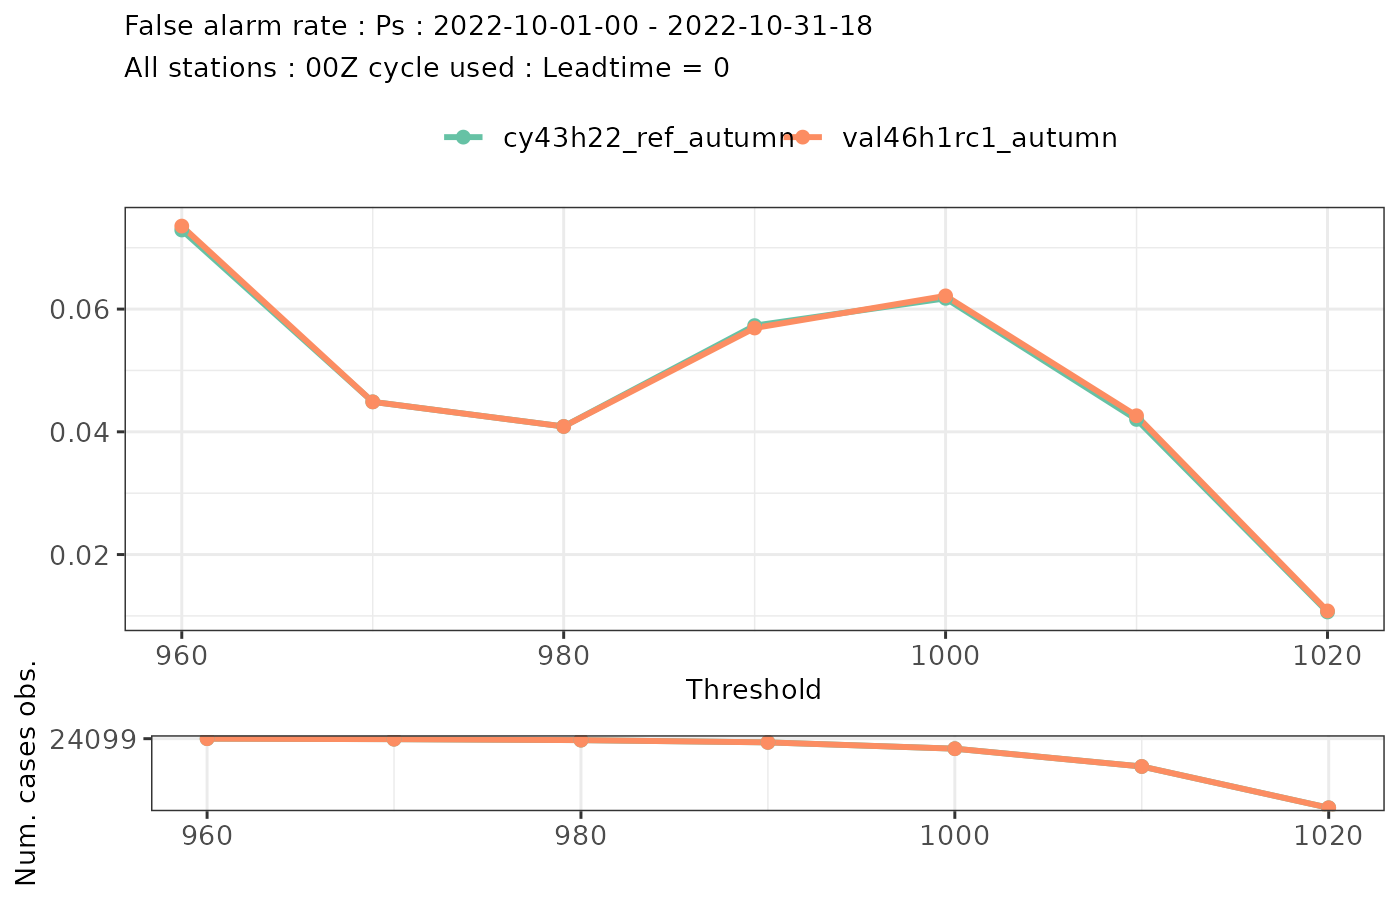 False alarm rate : Ps : 2022-10-01-00 - 2022-10-31-18
All stations : 00Z cycle used : Leadtime = 0
cy43h22_ref_autumn val46h1rc1_autumn
0.06
0.04
0.02
960 980 1000 1020
Threshold
Num. cases obs.
24099
960 980 1000 1020